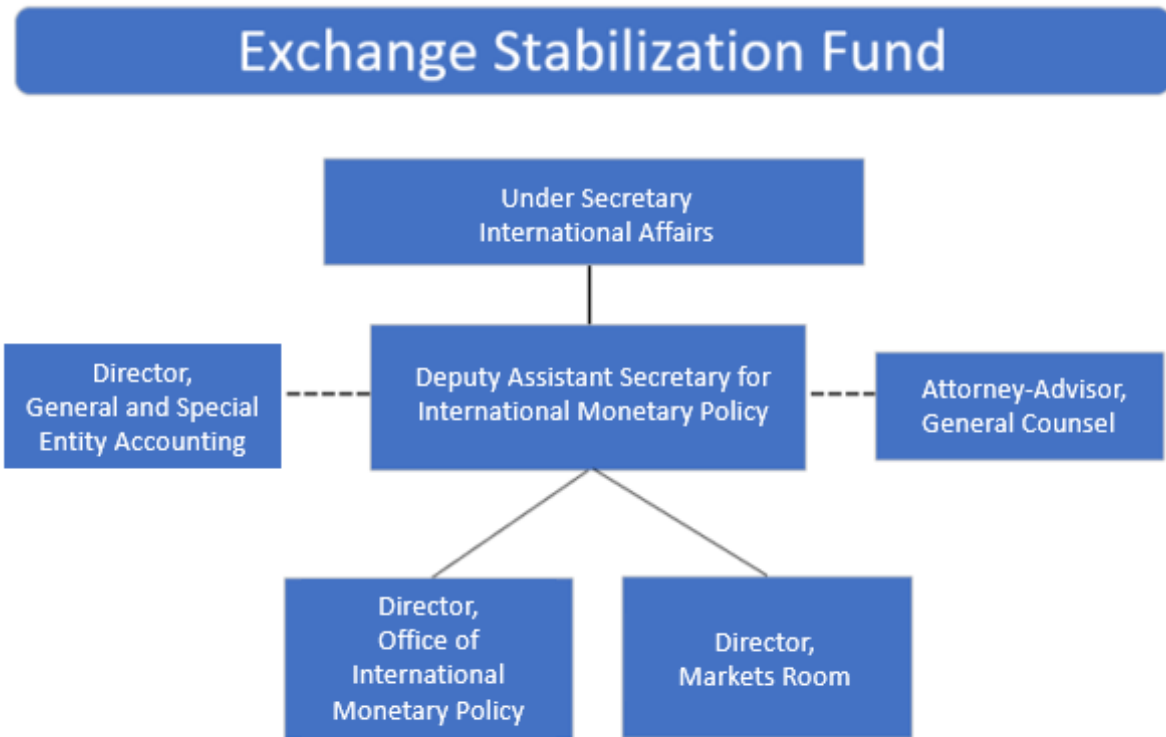 Exchange Stabilization Fund
Under Secretary
International Affairs
Director,
General and Special
Entity Accounting
Deputy Assistant Secretary for
International Monetary Policy
Attorney-Advisor,
General Counsel
Director,
Office of
International
Monetary Policy
Director,
Markets Room